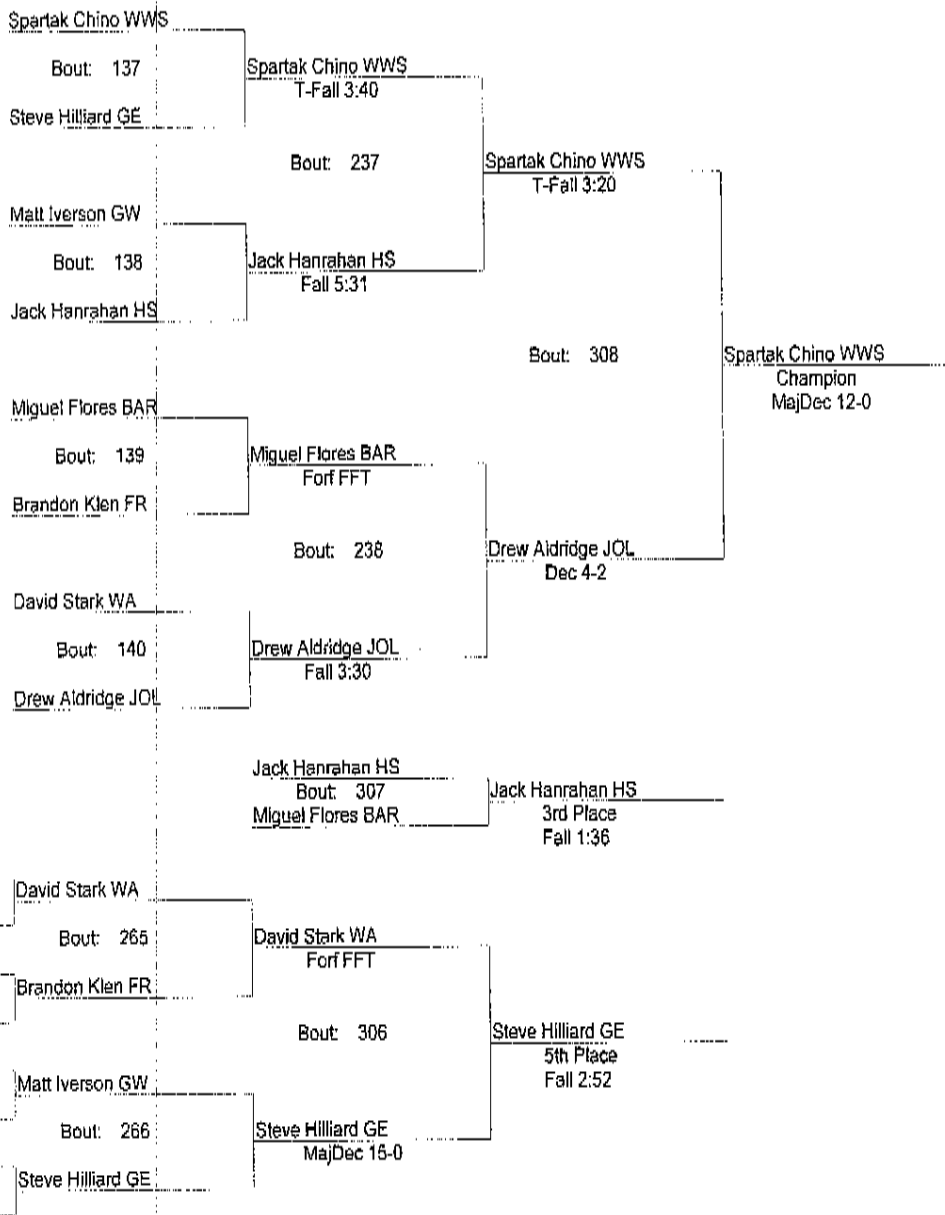 Spartak Chino WWS
Bout: 137
Steve Hilliard GE
Spartak Chino WWS
T-Fall 3:40
Bout: 237
Matt Iverson GW
Bout: 138
Jack Hanrahan HS
Jack Hanrahan HS
Fall 5:31
Spartak Chino WWS
T-Fall 3:20
Bout: 308
Spartak Chino WWS
Champion
MajDec 12-0
Miguel Flores BAR
Bout: 139
Brandon Klen FR
Miguel Flores BAR
Forf FFT
Bout: 238
David Stark WA
Bout: 140
Drew Aldridge JOL
Drew Aldridge JOL
Fall 3:30
Drew Aldridge JOL
Dec 4-2
Jack Hanrahan HS
Bout: 307
Miguel Flores BAR
Jack Hanrahan HS
3rd Place
Fall 1:36
David Stark WA
Bout: 265
Brandon Klen FR
David Stark WA
Forf FFT
Bout: 306
Matt Iverson GW
Bout: 266
Steve Hilliard GE
Steve Hilliard GE
MajDec 15-0
Steve Hilliard GE
5th Place
Fall 2:52